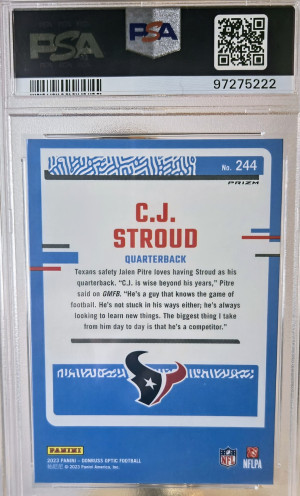 PSA
PSA
97275222
No. 244
PRIZM
C.J.
STROUD
QUARTERBACK
Texans safety Jalen Pitre loves having Stroud as his
quarterback. "C.J. is wise beyond his years," Pitre
said on GMFB. "He's a guy that knows the game of
football. He's not stuck in his ways either; he's always
looking to learn new things. The biggest thing I take
from him day to day is that he's a competitor."
PANINI
2023 PANINI - DONRUSS OPTIC FOOTBALL
© 2023 Panini America, Inc.
NFL
NFLPA